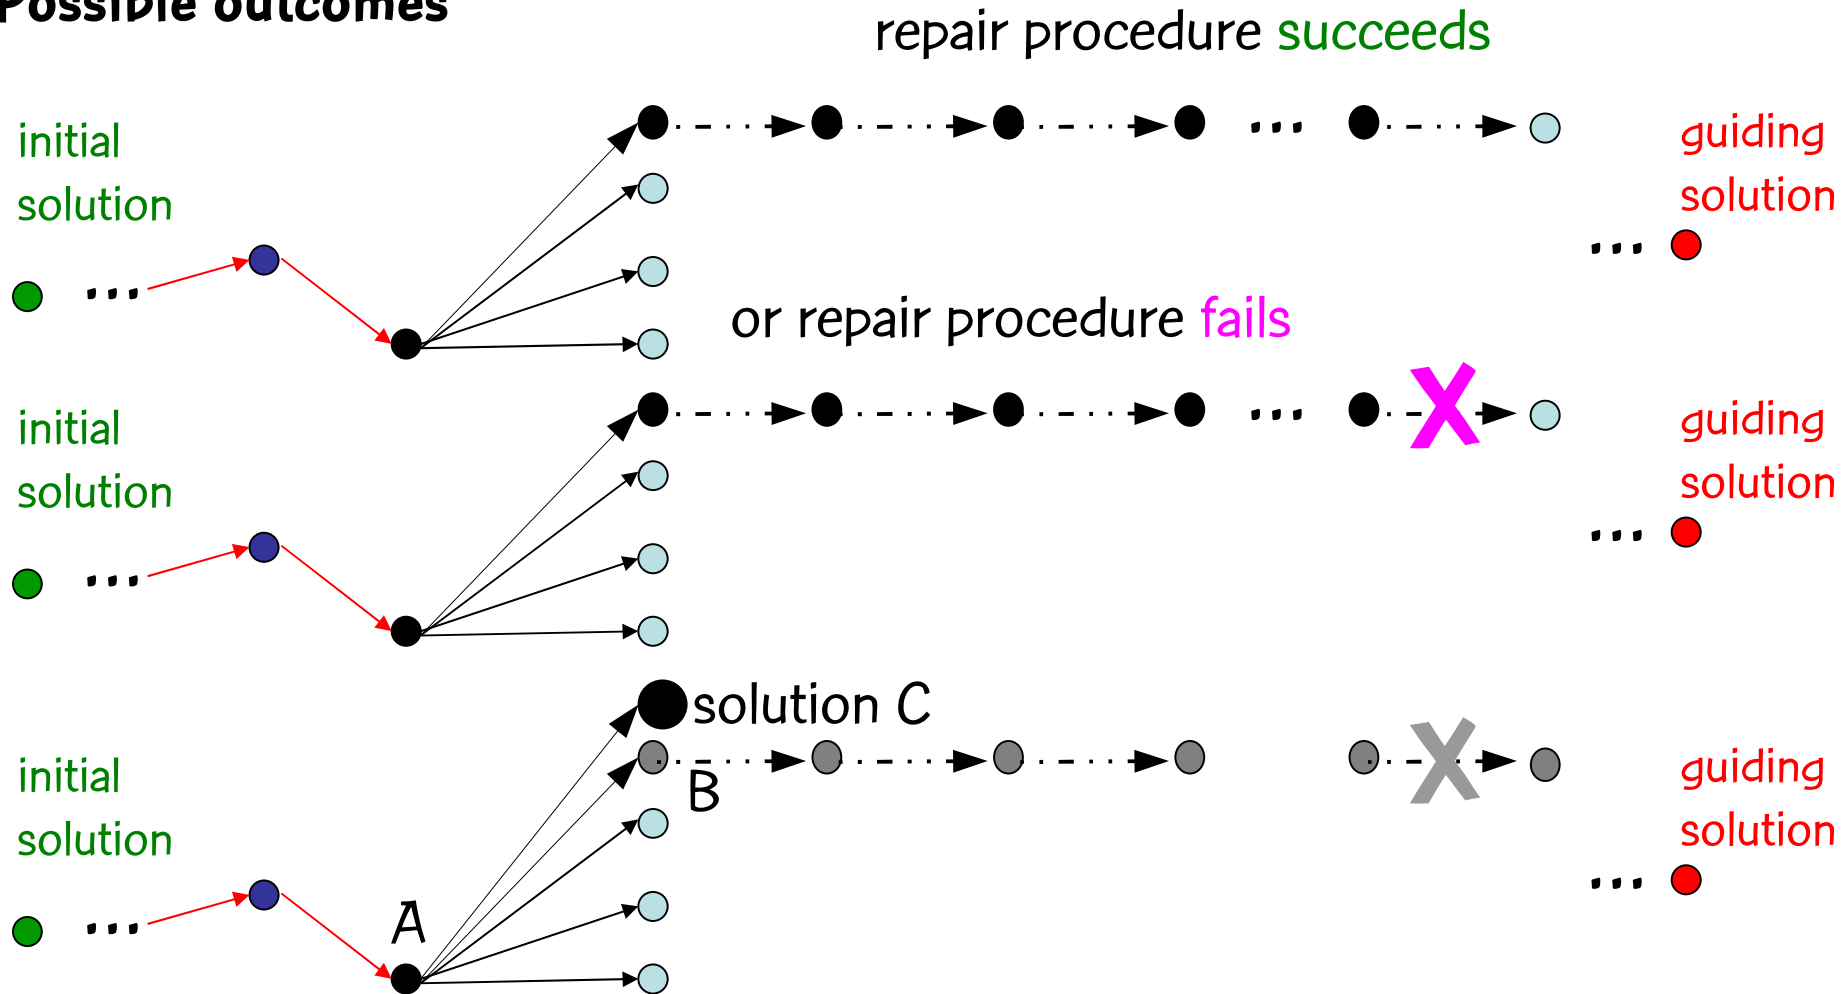 Possible outcomes
repair procedure succeeds
initial
solution
...
...
guiding
solution
...
or repair procedure fails
initial
solution
...
...
X
guiding
solution
...
solution C
B
initial
solution
...
A
X
guiding
solution
...